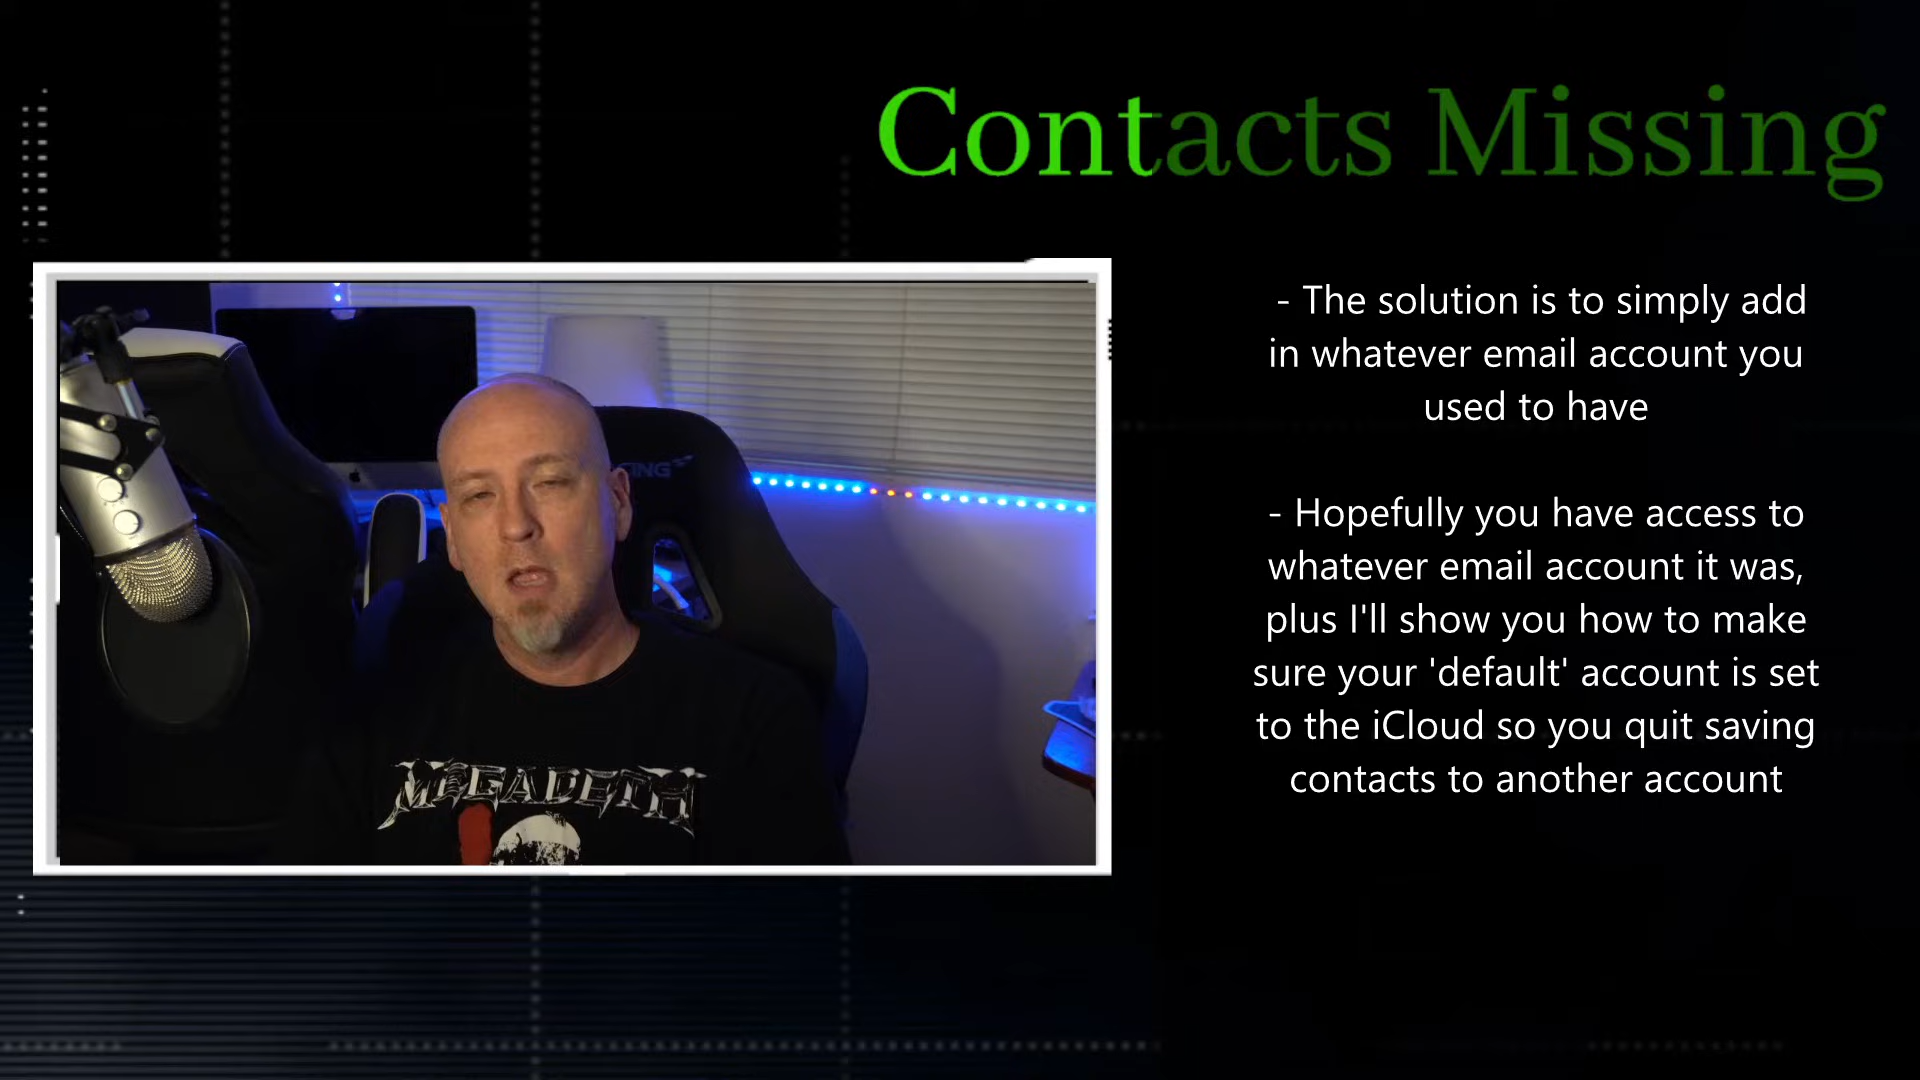 Contacts Missing
- The solution is to simply add
in whatever email account you
used to have
- Hopefully you have access to
whatever email account it was,
plus I'll show you how to make
sure your 'default' account is set
to the iCloud so you quit saving
contacts to another account
MEGADETH